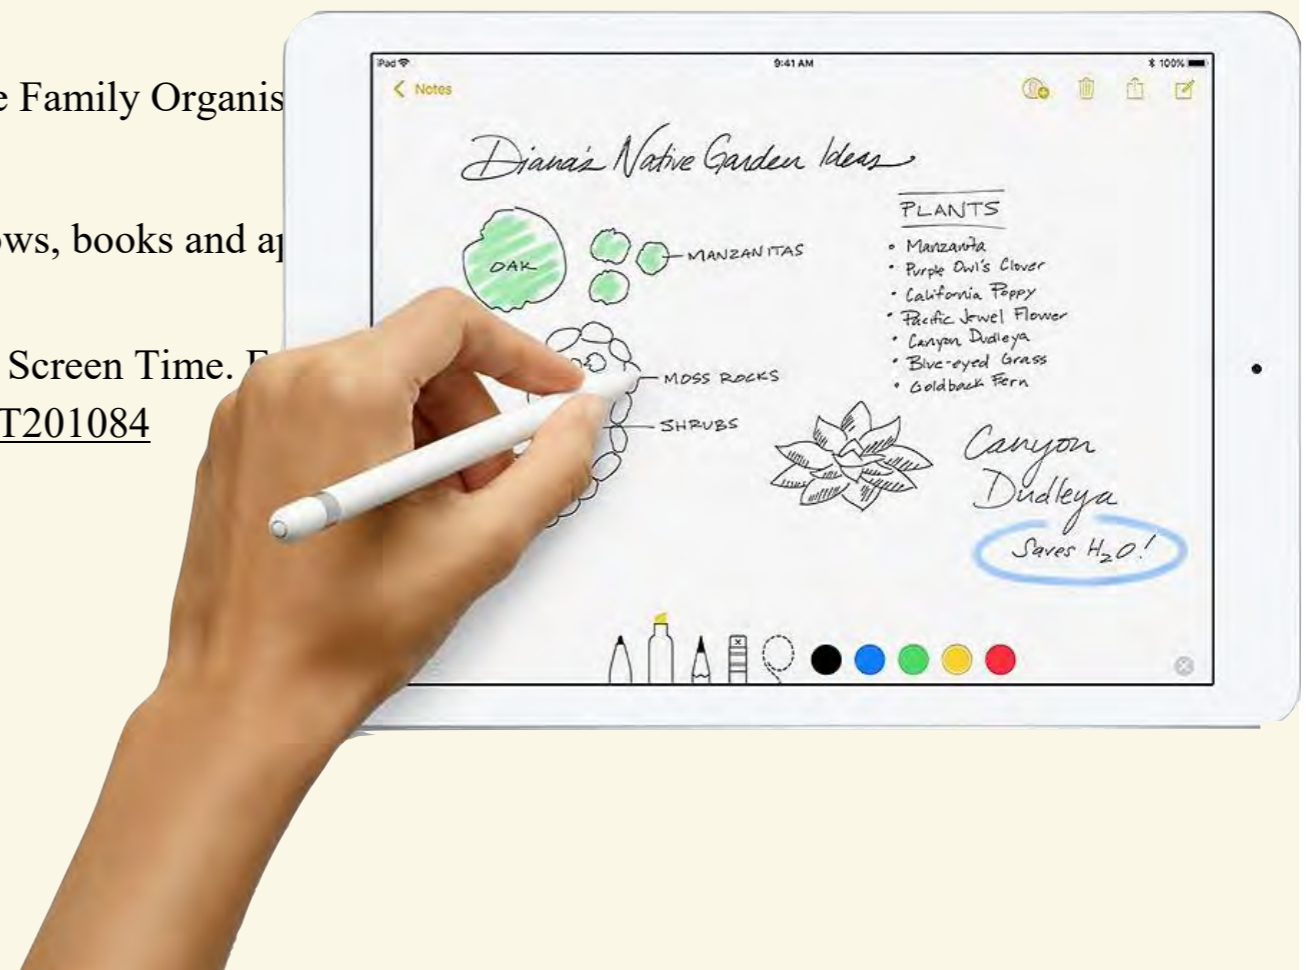 e Family Organis
ows, books and ap
Screen Time.
T201084
iPad
9:41 AM
100%
Notes
Diana's Native Garden Ideas
OAK
MANZANITAS
MOSS ROCKS
SHRUBS
PLANTS
• Manzanita
• Purple Owl's Clover
• California Poppy
• Pacific Jewel Flower
• Canyon Dudleya
• Blue-eyed Grass
• Goldback Fern
Canyon
Dudleya
Saves H₂O!